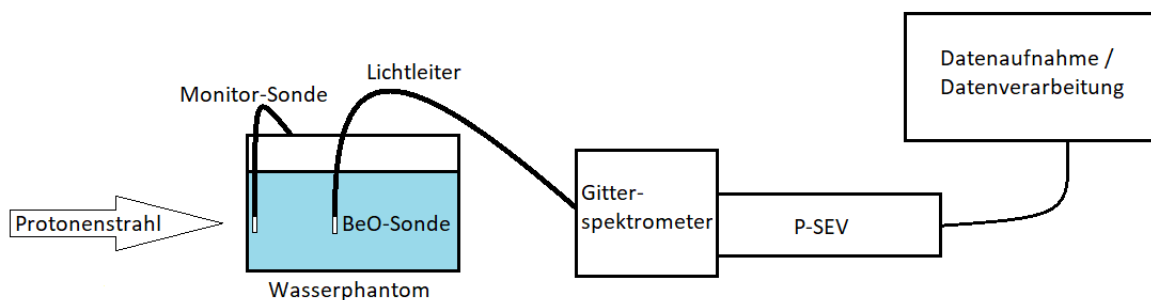 Datenaufnahme /
Datenverarbeitung
Lichtleiter
Monitor-Sonde
Gitter-
spektrometer
P-SEV
Protonenstrahl
BeO-Sonde
Wasserphantom